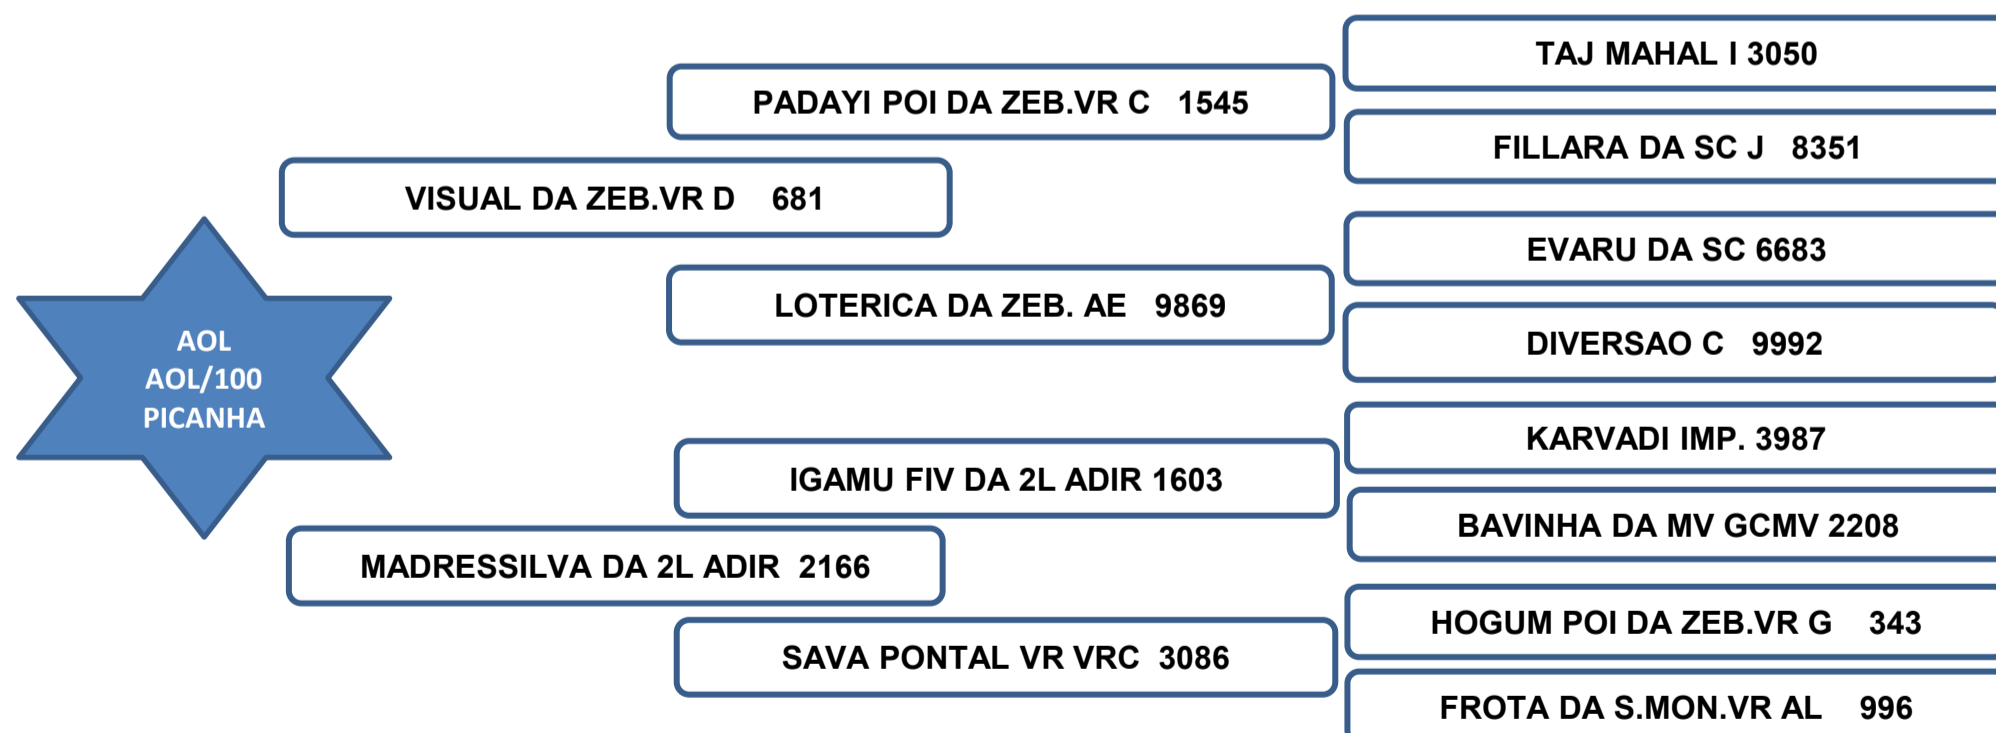 TAJ MAHAL I 3050
PADAYI POI DA ZEB.VR C 1545
FILLARA DA SC J 8351
VISUAL DA ZEB.VR D 681
EVARU DA SC 6683
LOTERICA DA ZEB. AE 9869
DIVERSAO C 9992
AOL
AOL/100
PICANHA
KARVADI IMP. 3987
IGAMU FIV DA 2L ADIR 1603
BAVINHA DA MV GCMV 2208
MADRESSILVA DA 2L ADIR 2166
HOGUM POI DA ZEB.VR G 343
SAVA PONTAL VR VRC 3086
FROTA DA S.MON.VR AL 996